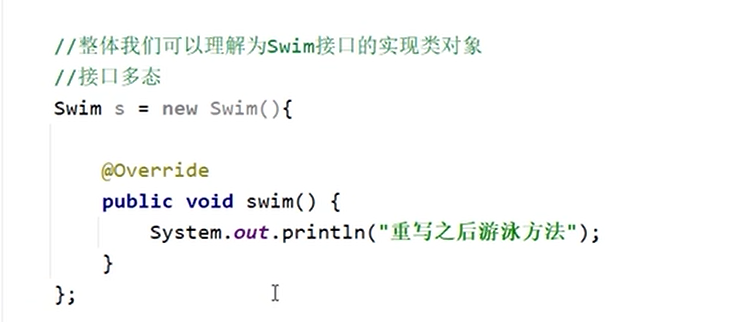 //整体我们可以理解为Swim接口的实现类对象
//接口多态
Swim s = new Swim(){
@Override
public void swim() {
System.out.println("重写之后游泳方法");
}
};